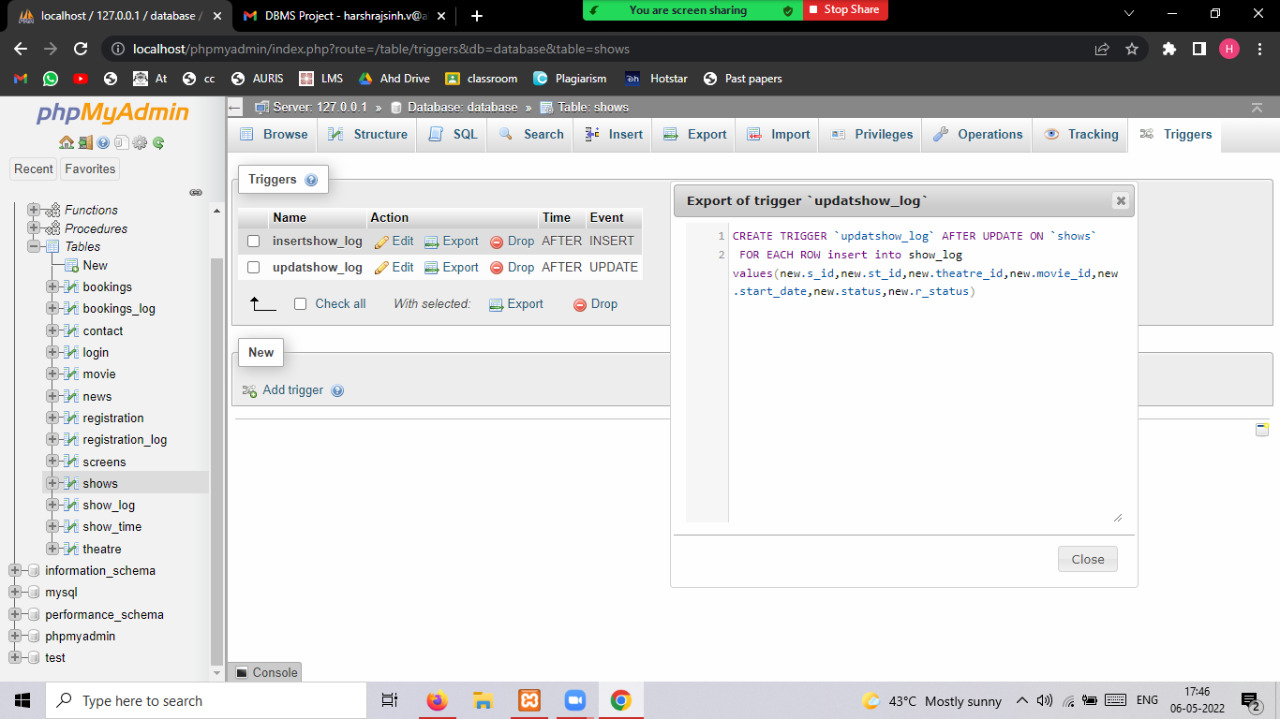 localhost / 127.0.0.1 / database /
DBMS Project - harshrajsinh.v@a
You are screen sharing
Stop Share
localhost/phpmyadmin/index.php?route=/table/triggers&db=database&table=shows
H
At
cc
AURIS
LMS
Ahd Drive
classroom
Plagiarism
Hotstar
Past papers
phpMyAdmin
Server: 127.0.0.1 » Database: database » Table: shows
Browse
Structure
SQL
Search
Insert
Export
Import
Privileges
Operations
Tracking
Triggers
Recent
Favorites
Functions
Procedures
Tables
New
bookings
bookings_log
contact
login
movie
news
registration
registration_log
screens
shows
show_log
show_time
theatre
information_schema
mysql
performance_schema
phpmyadmin
test
Triggers
Name Action Time Event
insertshow_log Edit Export Drop AFTER INSERT
updatshow_log Edit Export Drop AFTER UPDATE
Check all With selected: Export Drop
New
Add trigger
Export of trigger `updatshow_log`
1 CREATE TRIGGER `updatshow_log` AFTER UPDATE ON `shows`
2 FOR EACH ROW insert into show_log
values(new.s_id,new.st_id,new.theatre_id,new.movie_id,new
.start_date,new.status,new.r_status)
Close
Console
Type here to search
43°C Mostly sunny
ENG
17:46
06-05-2022
2